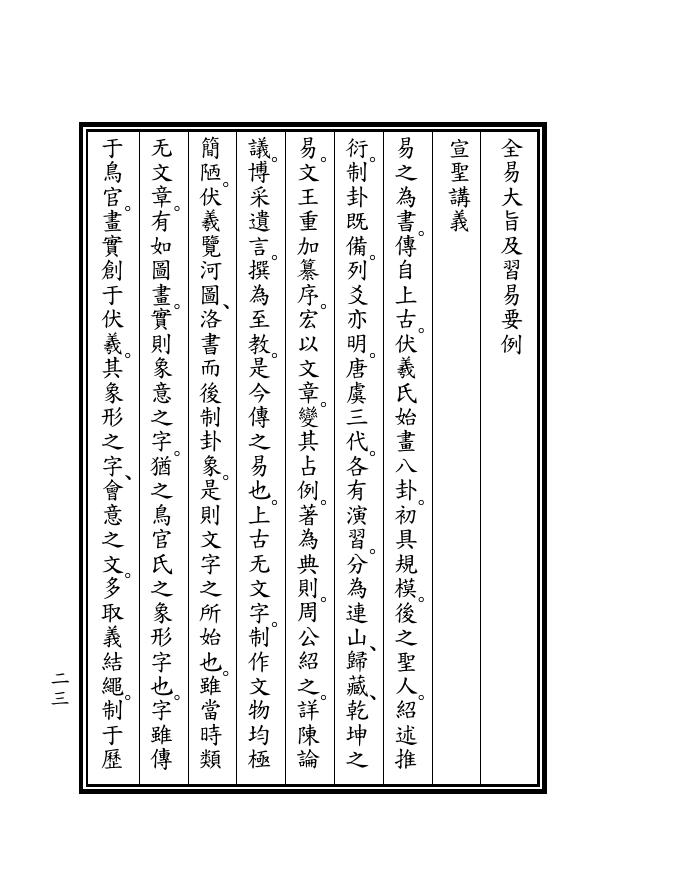 全易大旨及習易要例
宣聖講義
易之為書。傳自上古。伏羲氏始畫八卦。初具規模。後之聖人。紹述推
衍。制卦既備。列爻亦明。唐虞三代。各有演習。分為連山、歸藏、乾坤之
易。文王重加纂序。宏以文章。變其占例。著為典則。周公紹之。詳陳論
議。博采遺言。撰為至教。是今傳之易也。上古无文字。制作文物均極
簡陋。伏羲覽河圖、洛書而後制卦象。是則文字之所始也。雖當時類
无文章。有如圖畫。實則象意之字。猶之鳥官氏之象形字也。字雖傳
于鳥官。畫實創于伏羲。其象形之字、會意之文。多取義結繩。制于歷
二三